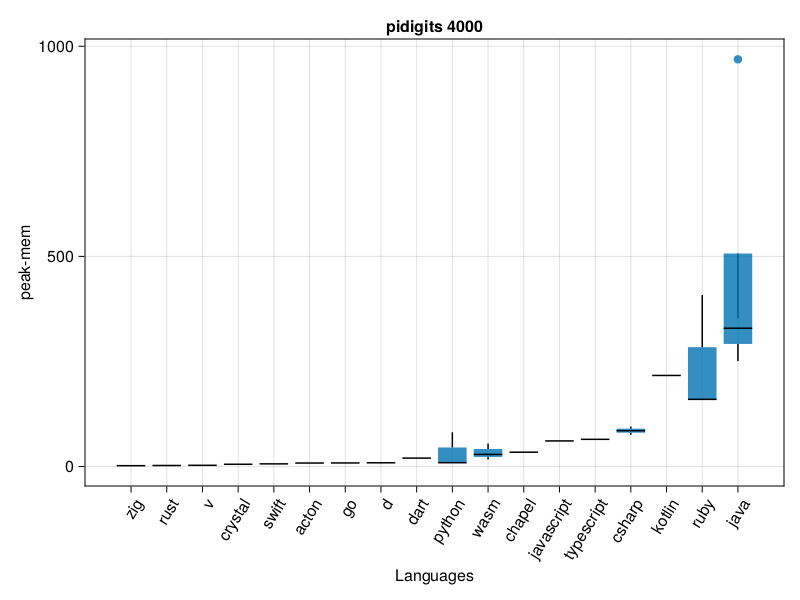 pidigits 4000
1000
500
0
peak-mem
zig
rust
v
crystal
swift
acton
go
d
dart
python
wasm
chapel
javascript
typescript
csharp
kotlin
ruby
java
Languages